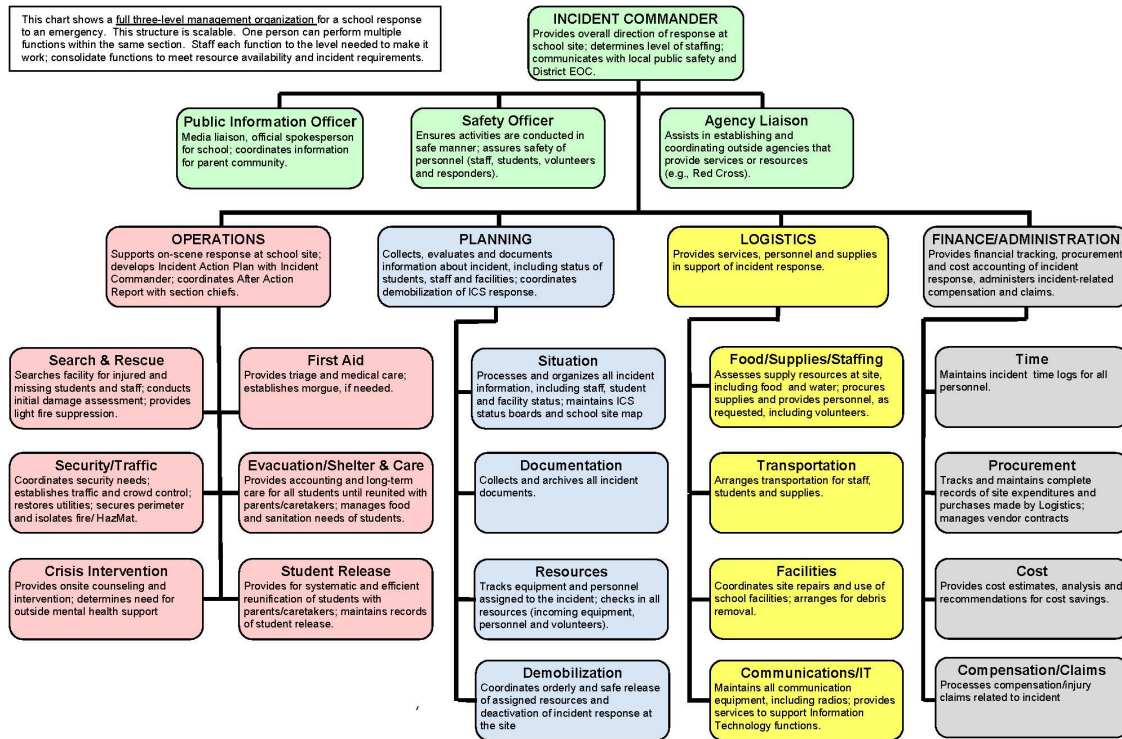 This chart shows a full three-level management organization for a school response
to an emergency. This structure is scalable. One person can perform multiple
functions within the same section. Staff each function to the level needed to make it
work; consolidate functions to meet resource availability and incident requirements.
INCIDENT COMMANDER
Provides overall direction of response at
school site; determines level of staffing;
communicates with local public safety and
District EOC.
Public Information Officer
Media liaison, official spokesperson
for school; coordinates information
for parent community.
Safety Officer
Ensures activities are conducted in
safe manner; assures safety of
personnel (staff, students, volunteers
and responders).
Agency Liaison
Assists in establishing and
coordinating outside agencies that
provide services or resources
(e.g., Red Cross).
OPERATIONS
Supports on-scene response at school site;
develops Incident Action Plan with Incident
Commander; coordinates After Action
Report with section chiefs.
PLANNING
Collects, evaluates and documents
information about incident, including status of
students, staff and facilities; coordinates
demobilization of ICS response.
LOGISTICS
Provides services, personnel and supplies
in support of incident response.
FINANCE/ADMINISTRATION
Provides financial tracking, procurement
and cost accounting of incident
response, administers incident-related
compensation and claims.
Search & Rescue
Searches facility for injured and
missing students and staff; conducts
initial damage assessment; provides
light fire suppression.
First Aid
Provides triage and medical care;
establishes morgue, if needed.
Situation
Processes and organizes all incident
information, including staff, student
and facility status; maintains ICS
status boards and school site map
Food/Supplies/Staffing
Assesses supply resources at site,
including food and water; procures
supplies and provides personnel, as
requested, including volunteers.
Time
Maintains incident time logs for all
personnel.
Security/Traffic
Coordinates security needs;
establishes traffic and crowd control;
restores utilities; secures perimeter
and isolates fire/ HazMat.
Evacuation/Shelter & Care
Provides accounting and long-term
care for all students until reunited with
parents/caretakers; manages food
and sanitation needs of students.
Documentation
Collects and archives all incident
documents.
Transportation
Arranges transportation for staff,
students and supplies.
Procurement
Tracks and maintains complete
records of site expenditures and
purchases made by Logistics;
manages vendor contracts
Crisis Intervention
Provides onsite counseling and
intervention; determines need for
outside mental health support
Student Release
Provides for systematic and efficient
reunification of students with
parents/caretakers; maintains records
of student release.
Resources
Tracks equipment and personnel
assigned to the incident; checks in all
resources (incoming equipment,
personnel and volunteers).
Facilities
Coordinates site repairs and use of
school facilities; arranges for debris
removal.
Cost
Provides cost estimates, analysis and
recommendations for cost savings.
Demobilization
Coordinates orderly and safe release
of assigned resources and
deactivation of incident response at
the site
Communications/IT
Maintains all communication
equipment, including radios; provides
services to support Information
Technology functions.
Compensation/Claims
Processes compensation/injury
claims related to incident